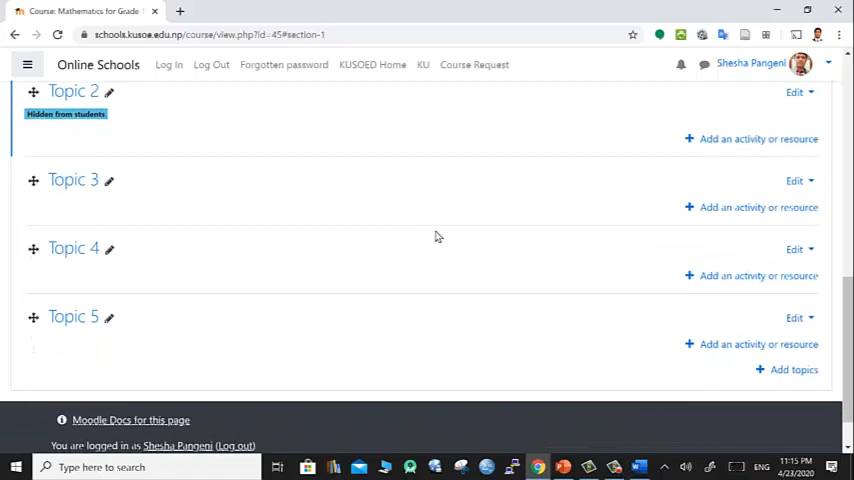 Course: Mathematics for Grade
schools.kusoe.edu.np/course/view.php?id=45#section-1
Online Schools Log In Log Out Forgotten password KUSOED Home KU Course Request Shesha Pangeni
Topic 2 Edit
Hidden from students
Add an activity or resource
Topic 3 Edit
Add an activity or resource
Topic 4 Edit
Add an activity or resource
Topic 5 Edit
Add an activity or resource
Add topics
Moodle Docs for this page
You are logged in as Shesha Pangeni (Log out)
Type here to search ENG 11:15 PM
4/23/2020